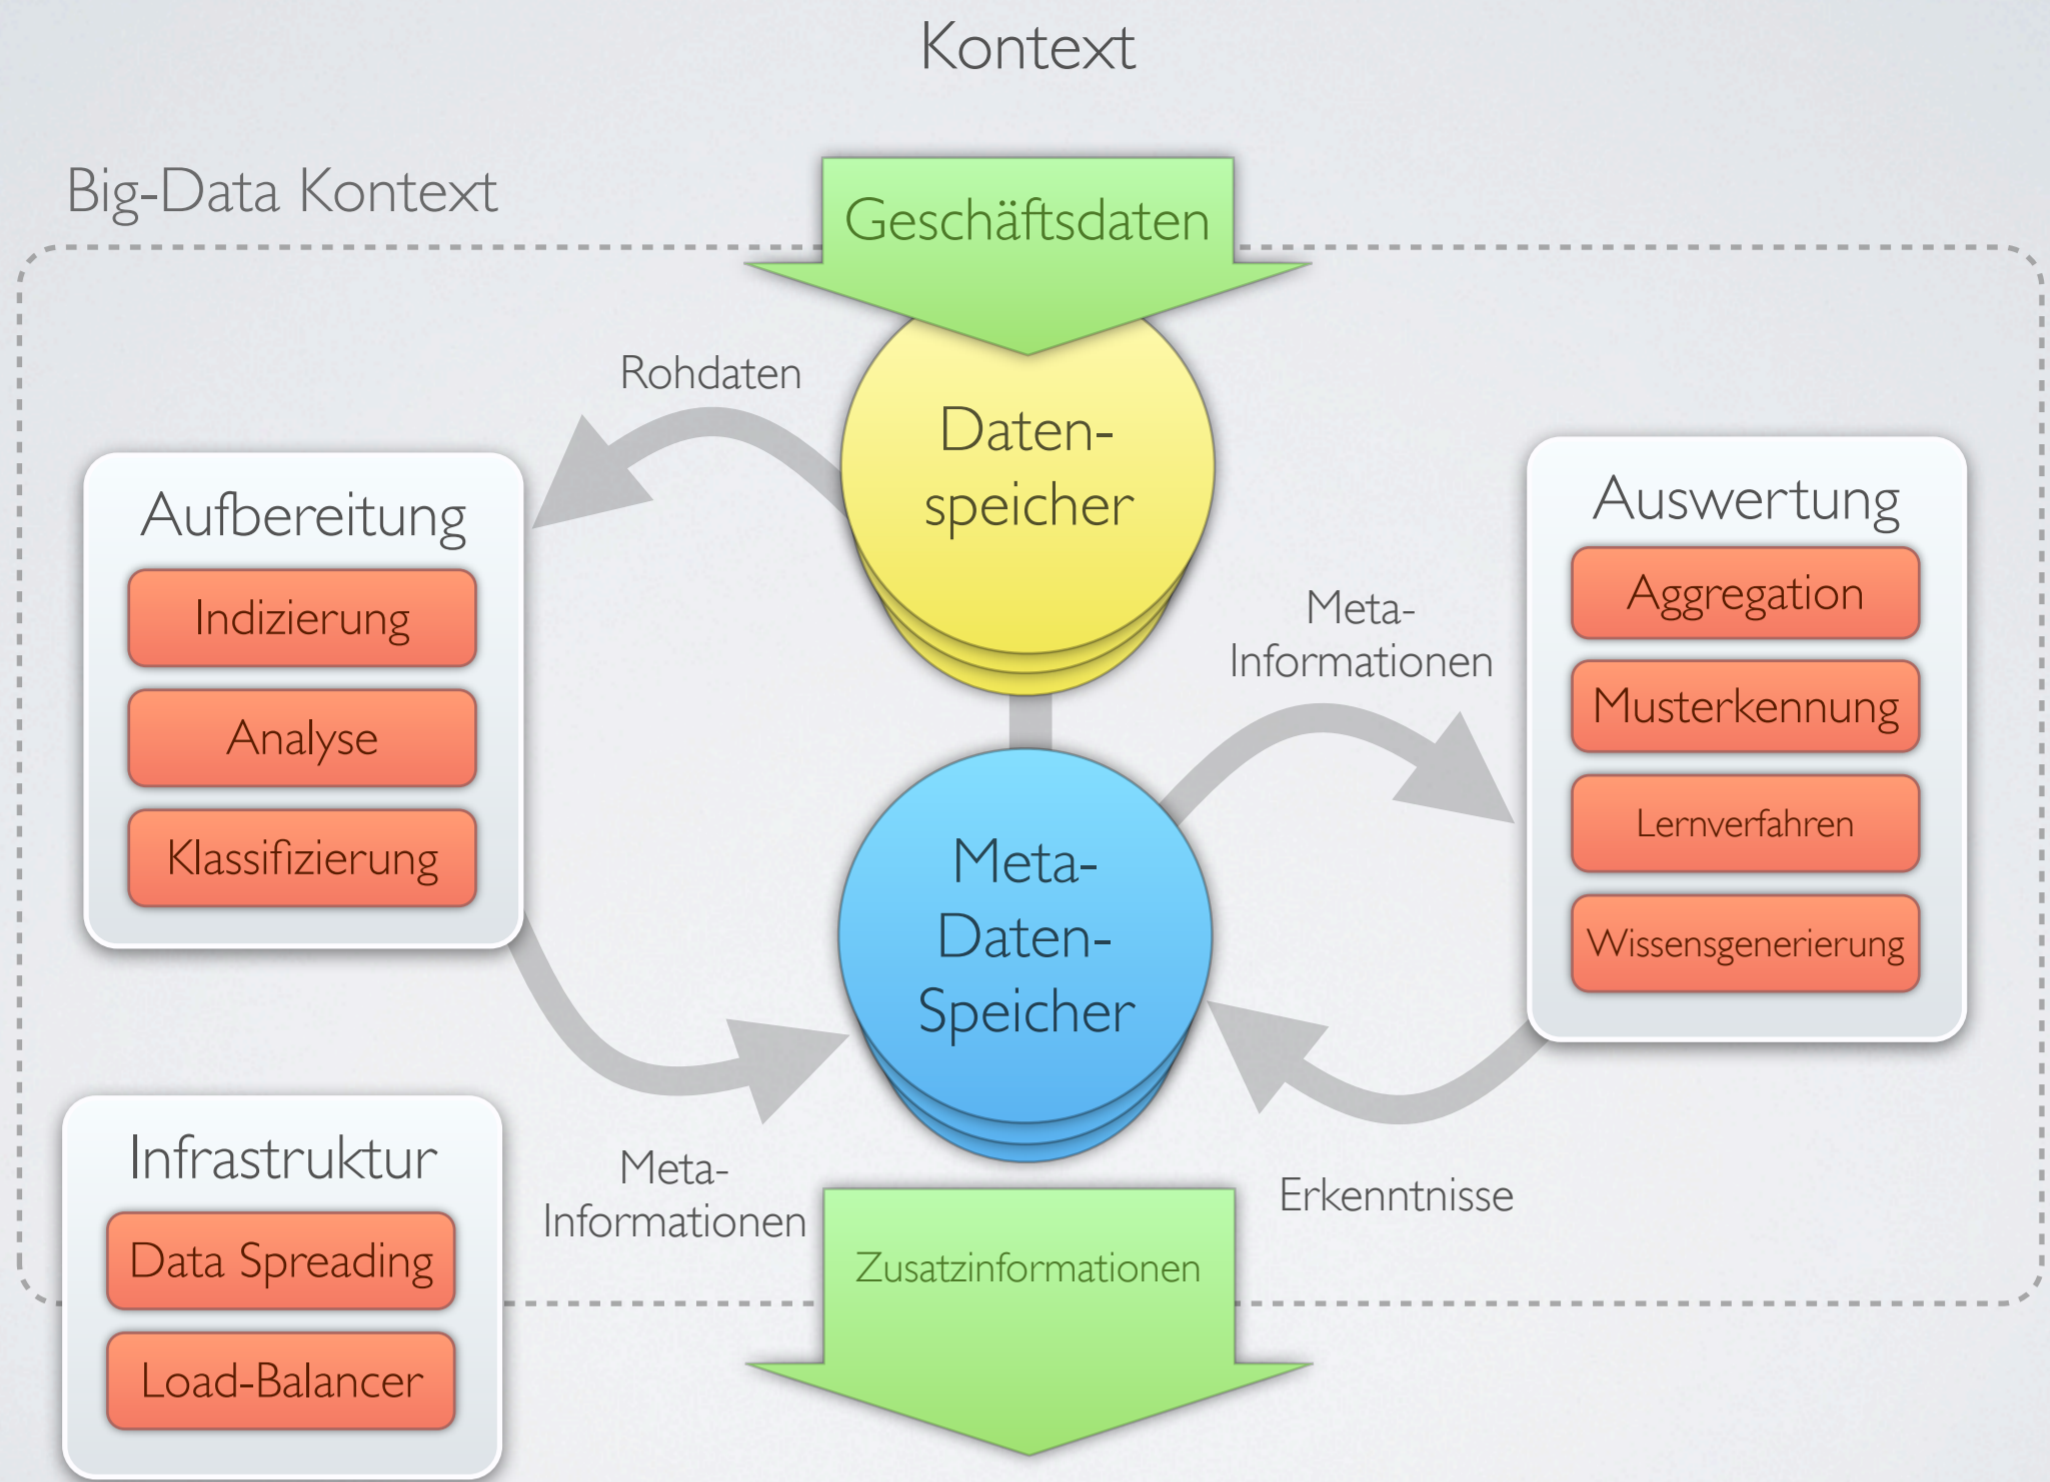 Kontext
Big-Data Kontext
Geschäftsdaten
Rohdaten
Daten-
speicher
Aufbereitung
Indizierung
Analyse
Klassifizierung
Meta-
Informationen
Auswertung
Aggregation
Musterkennung
Lernverfahren
Wissensgenerierung
Meta-
Daten-
Speicher
Infrastruktur
Data Spreading
Load-Balancer
Meta-
Informationen
Erkenntnisse
Zusatzinformationen